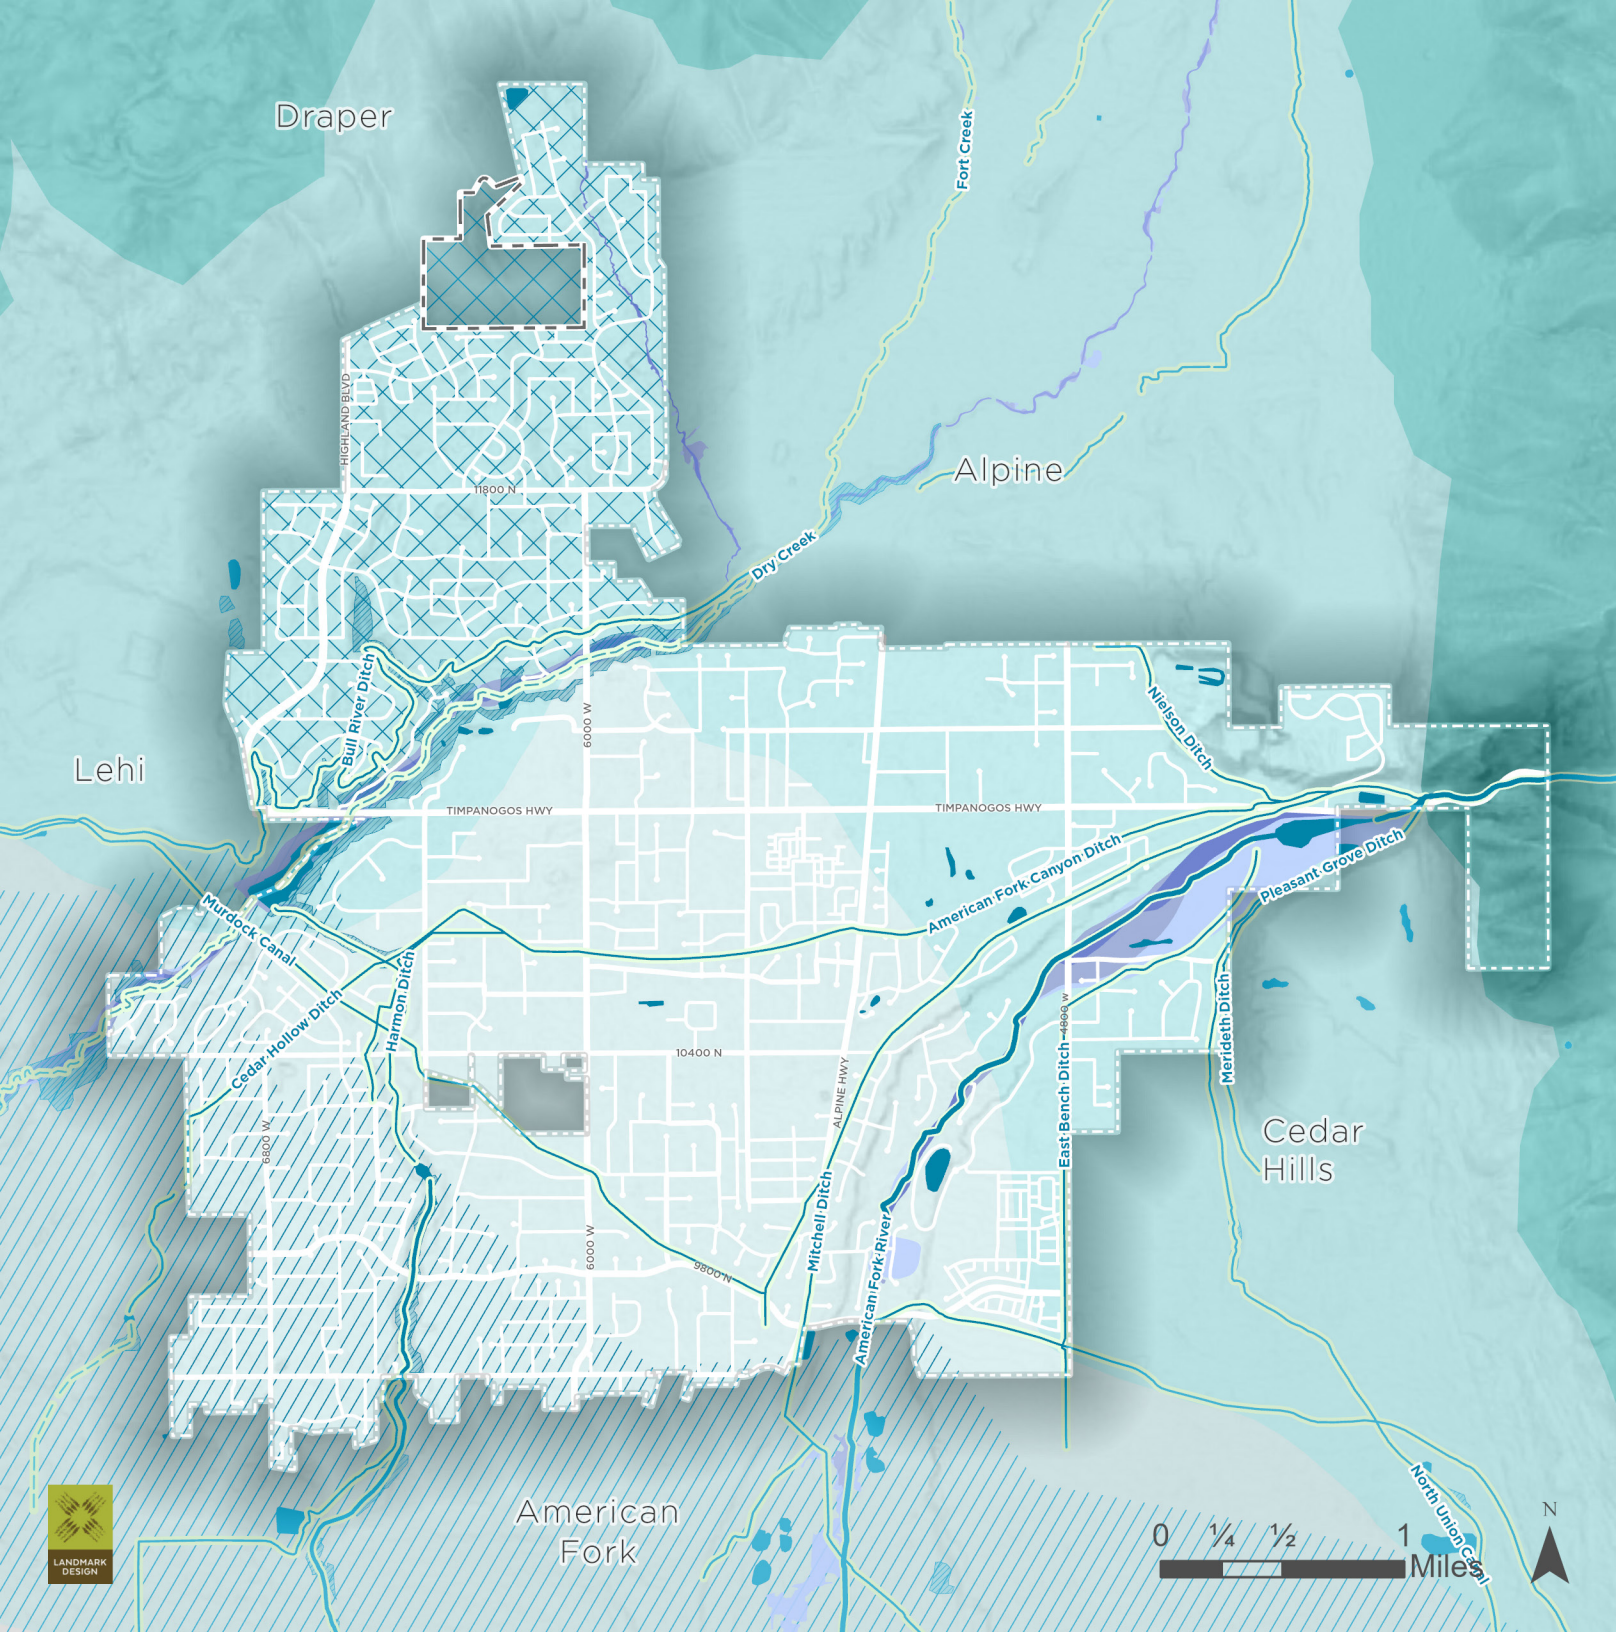 Draper
Fort Creek
HIGHLAND BLVD
Alpine
11800 N
Dry Creek
Bull River Ditch
6000 W
Nielson Ditch
Lehi
TIMPANOGOS HWY
TIMPANOGOS HWY
American Fork Canyon Ditch
Pleasant Grove Ditch
Murdock Canal
Harmon Ditch
Cedar Hollow Ditch
4800 W
Merideth Ditch
10400 N
ALPINE HWY
East Bench Ditch
6800 W
Cedar
Hills
Mitchell Ditch
6000 W
9800 N
American Fork River
American
Fork
North Union Canal
0 ¼ ½ 1
Miles
N
LANDMARK
DESIGN